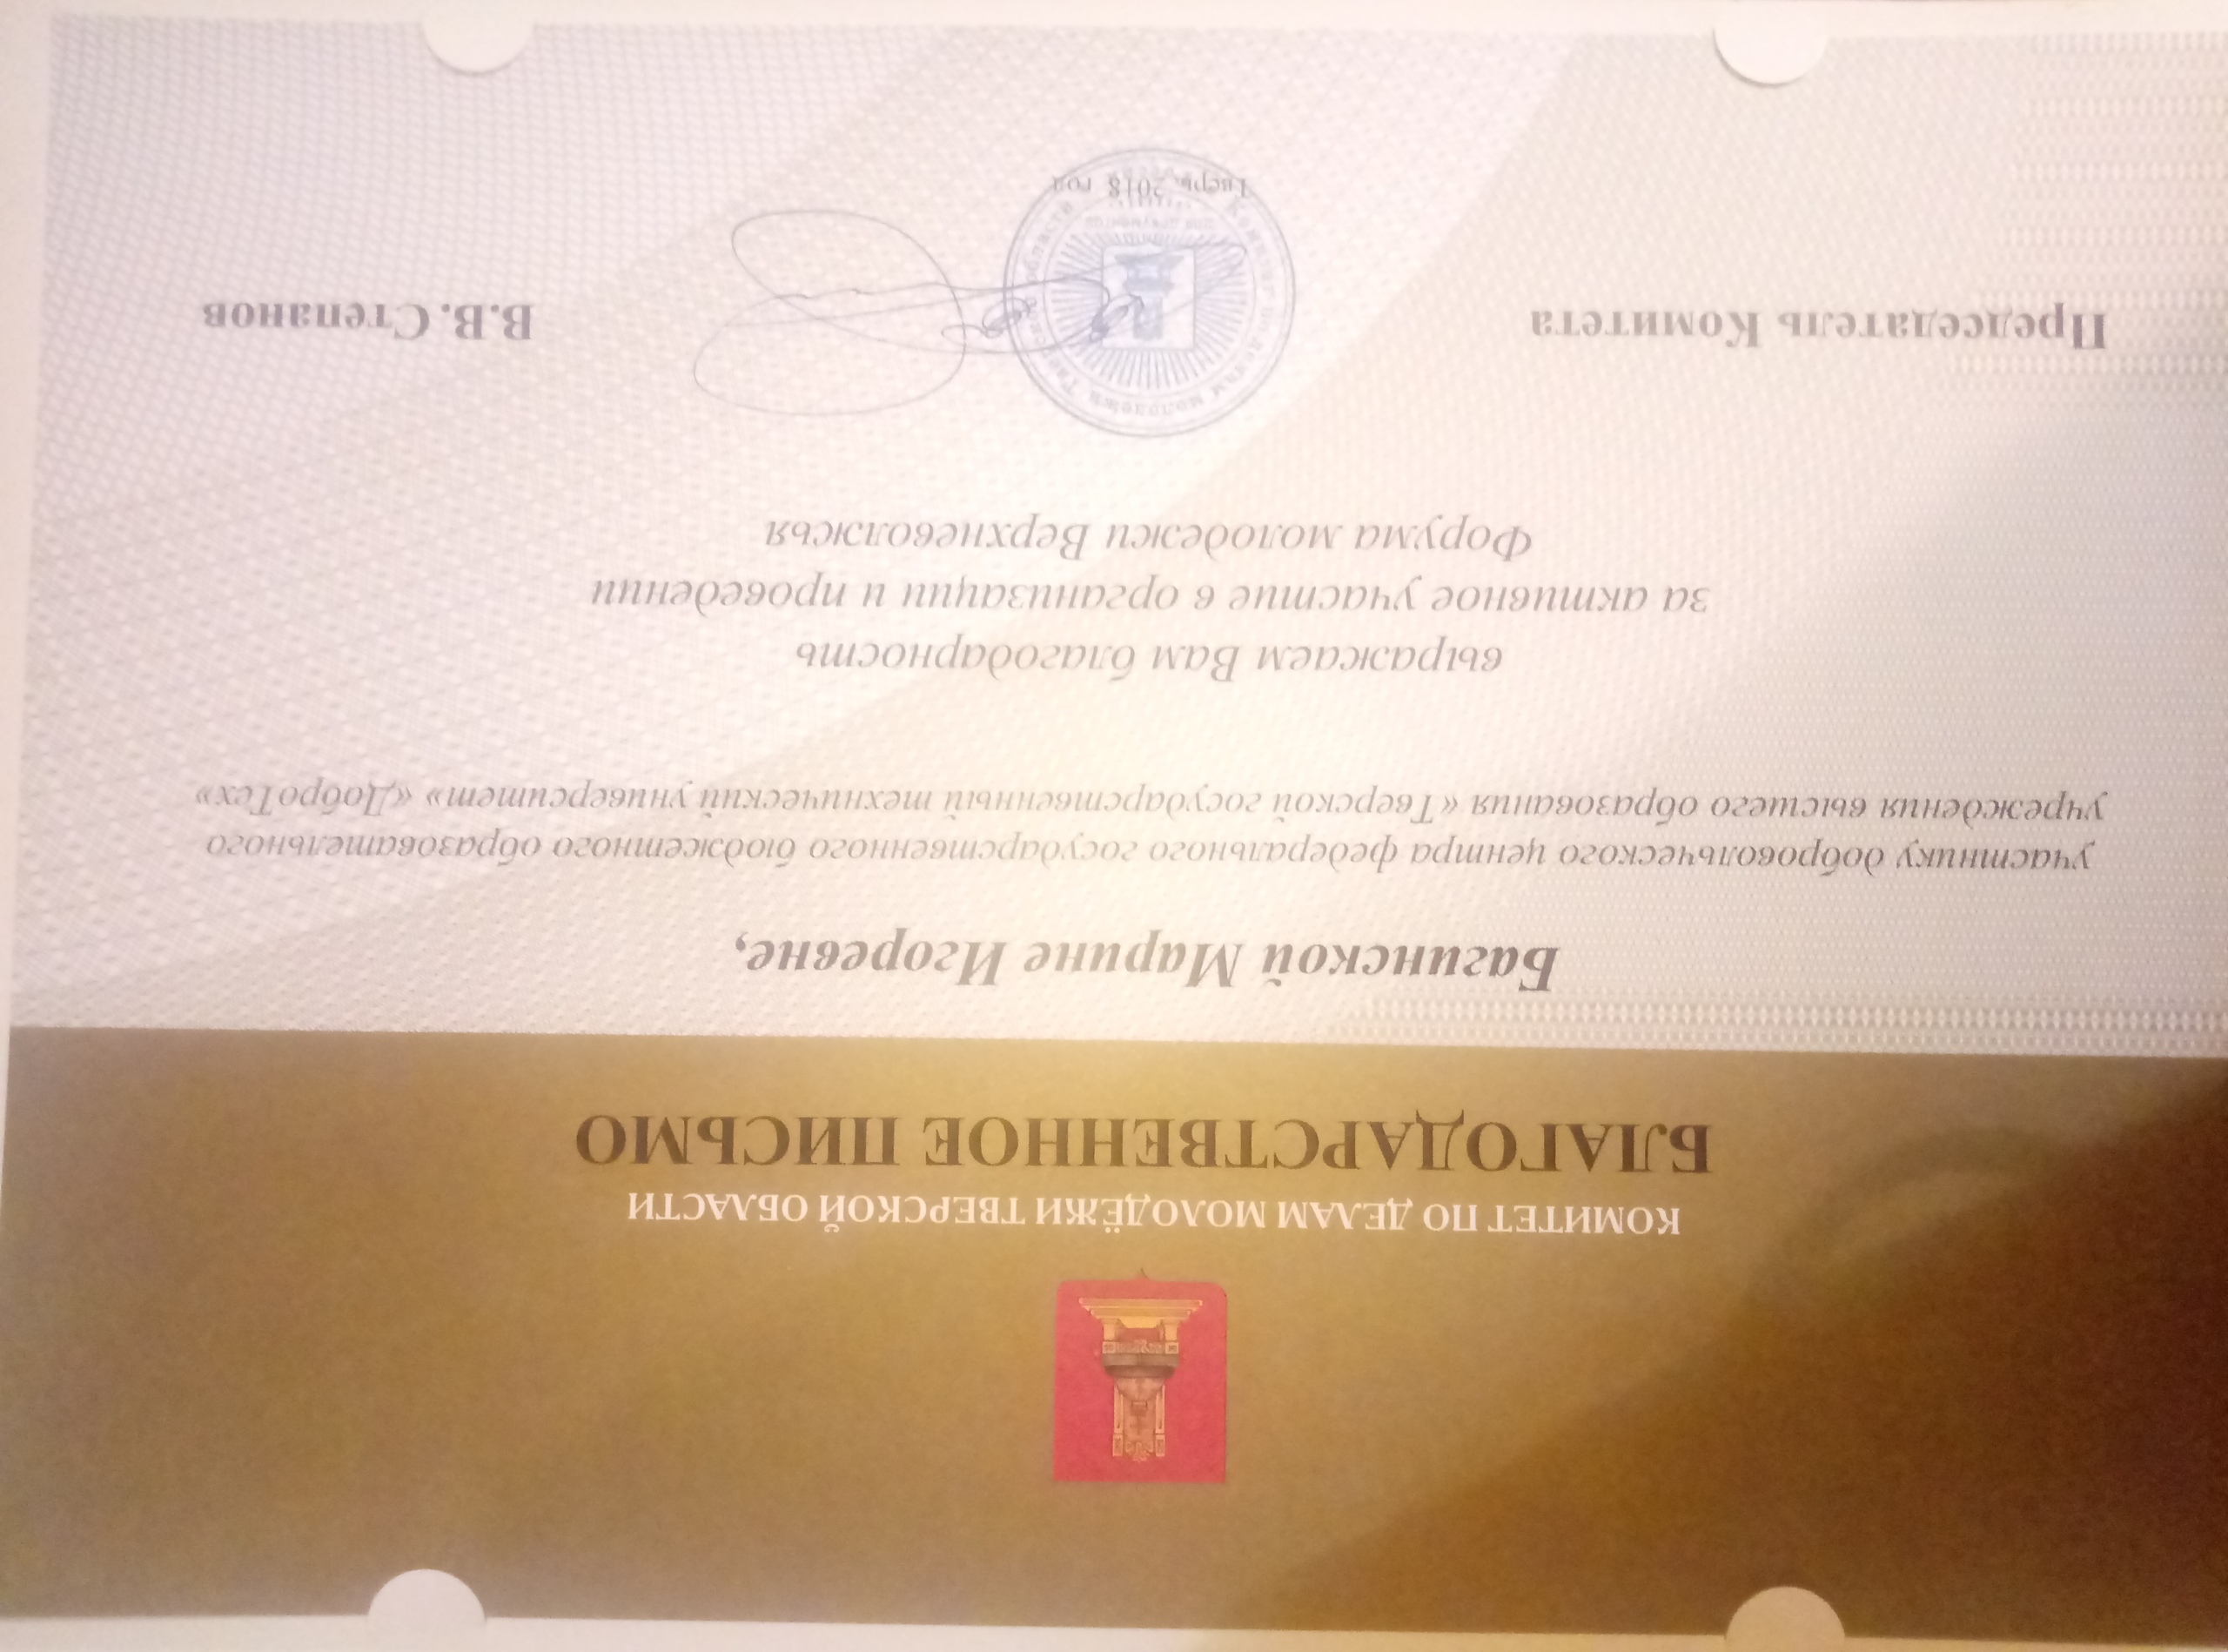 КОМИТЕТ ПО ДЕЛАМ МОЛОДЁЖИ ТВЕРСКОЙ ОБЛАСТИ
БЛАГОДАРСТВЕННОЕ ПИСЬМО
Багинской Марине Игоревне,
участнику добровольческого центра федерального государственного бюджетного образовательного
учреждения высшего образования «Тверской государственный технический университет» «ДоброТех»
выражаем Вам благодарность
за активное участие в организации и проведении
Форума молодежи Верхневолжья
Председатель Комитета
В.В.Степанов
Тверь, 2018 год